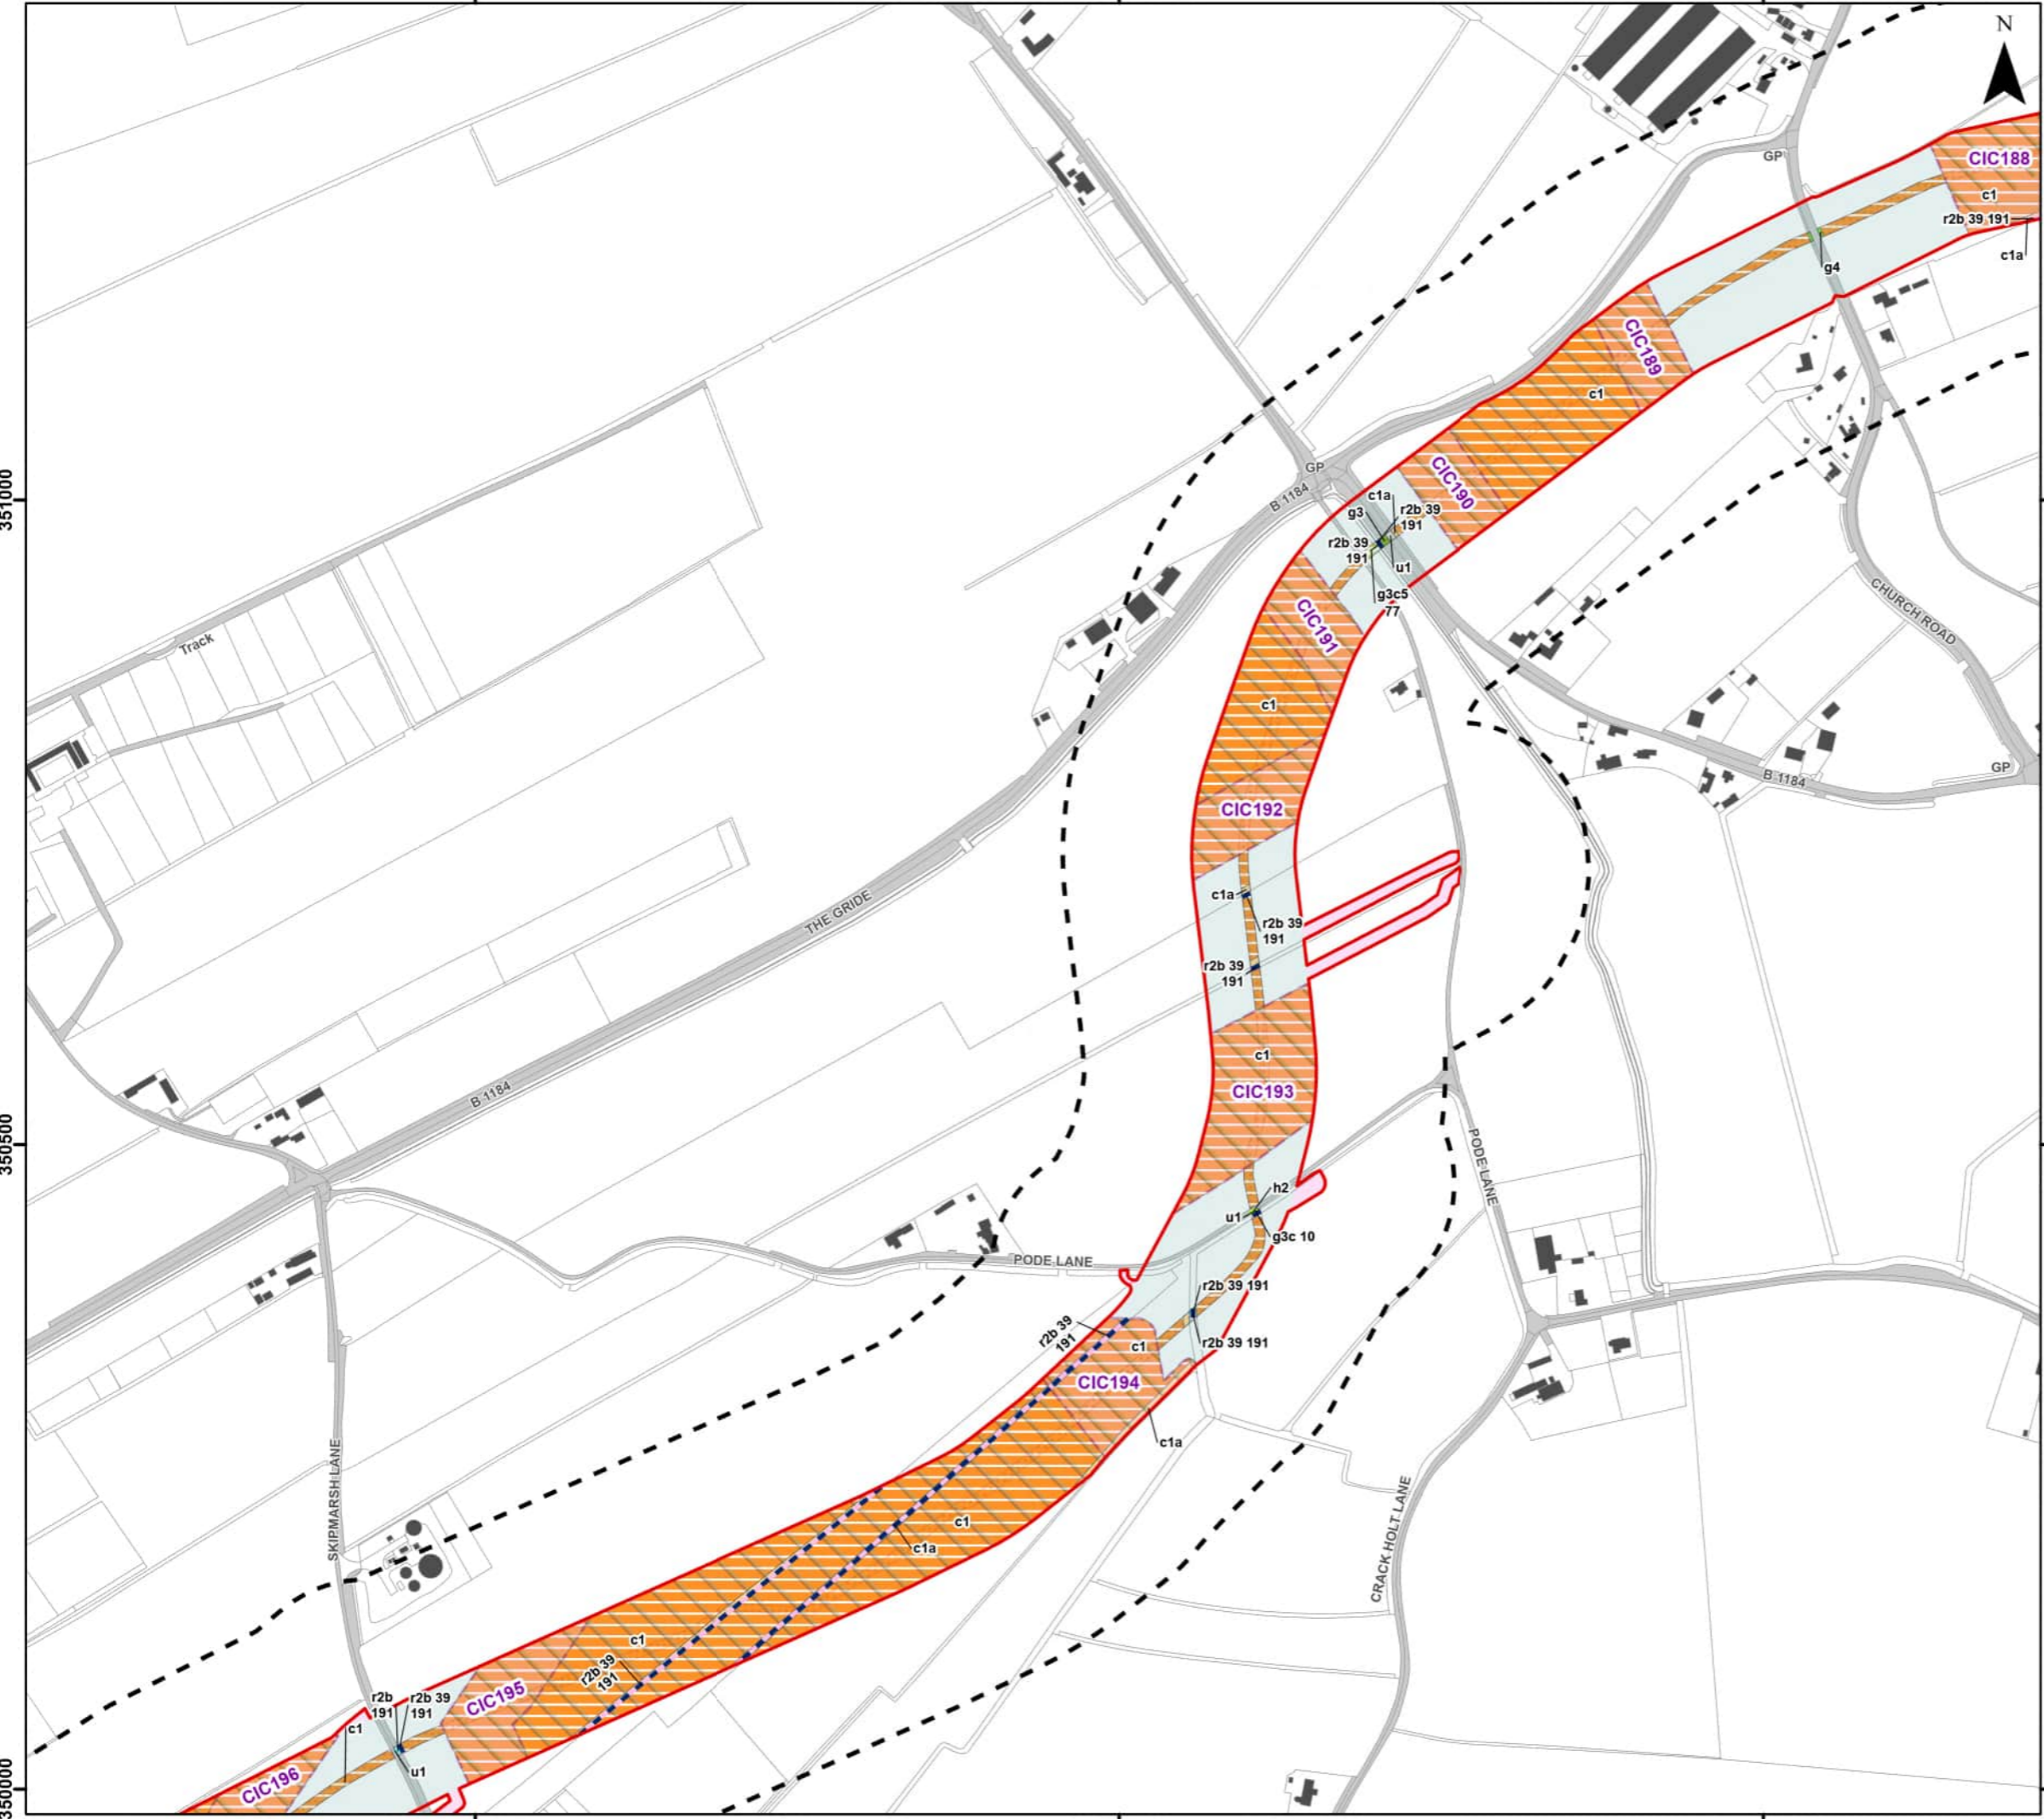 N
GP
CIC188
c1
r2b 39 191
c1a
g4
CIC189
c1
351000
GP
B 1184
CIC190
c1a
g3
r2b 39
191
r2b 39
191
u1
g3c5
77
CHURCH ROAD
CIC191
Track
c1
GP
B 1184
CIC192
c1a
r2b 39
191
THE GRIDE
r2b 39
191
c1
CIC193
B 1184
350500
PODE LANE
h2
u1
g3c 10
PODE LANE
r2b 39 191
r2b 39
191
c1
r2b 39 191
CIC194
c1a
SKIPMARSH LANE
CRACK HOLT LANE
c1
c1a
c1
r2b 39
191
CIC195
r2b
191
r2b 39
191
c1
u1
CIC196
350000